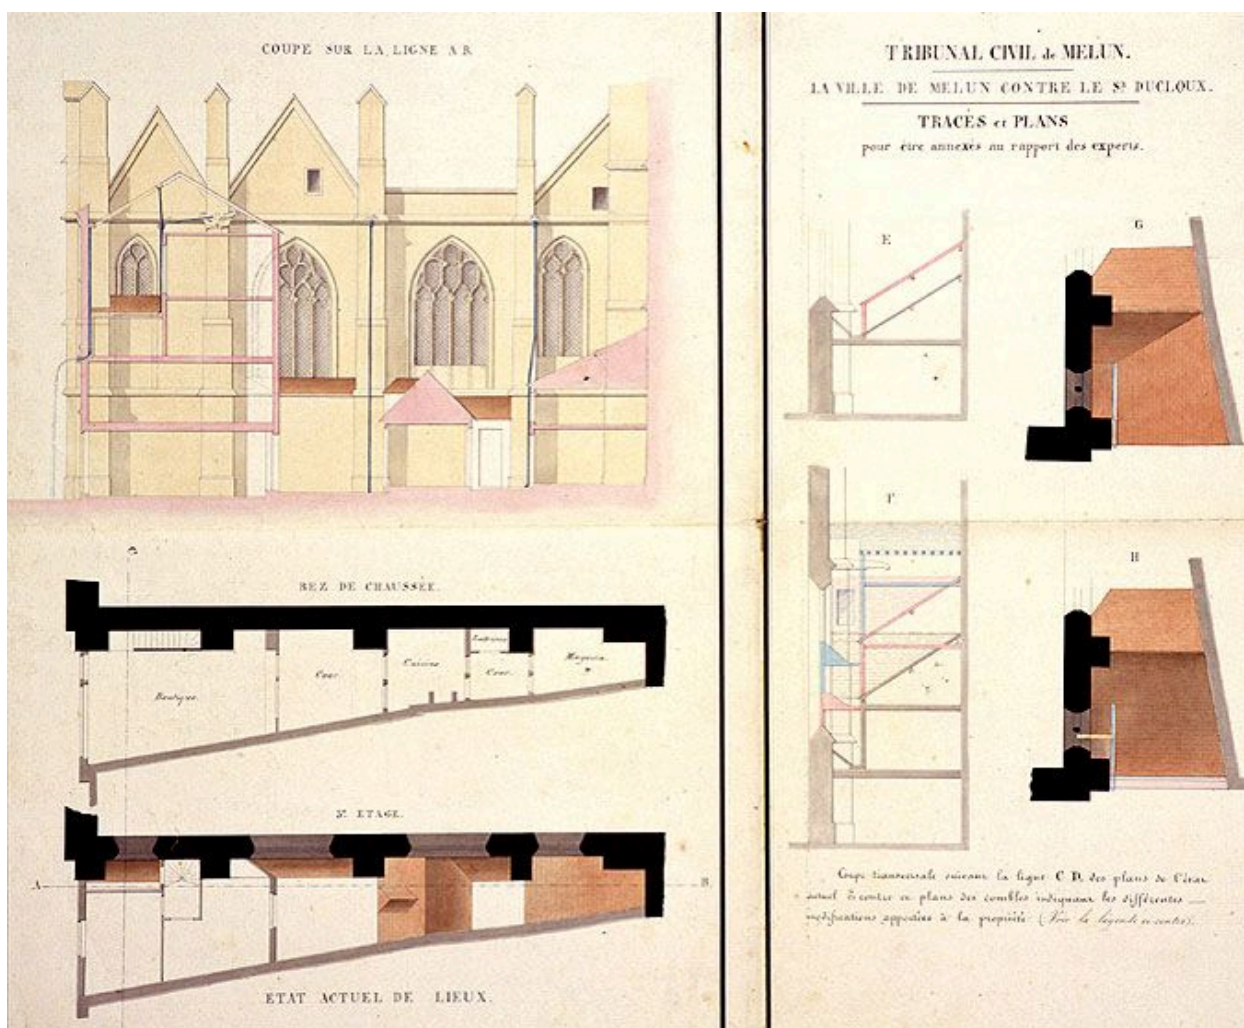 COUPE SUR LA LIGNE A B.
REZ DE CHAUSSÉE.
Boutique.
Cour.
Cuisine
Cour.
Magasin
3e ETAGE.
A
B.
ETAT ACTUEL DE LIEUX.
TRIBUNAL CIVIL de MELUN.
LA VILLE DE MELUN CONTRE LE Sr. DUCLOUX.
TRACÉS et PLANS
pour être annexés au rapport des experts.
E
G
F
H
Coupe transversale suivant la ligne C D, des plans de l'état
actuel & contre en plans des combles indiquant les différentes
modifications apportées à la propriété (Voir la légende ci-contre).